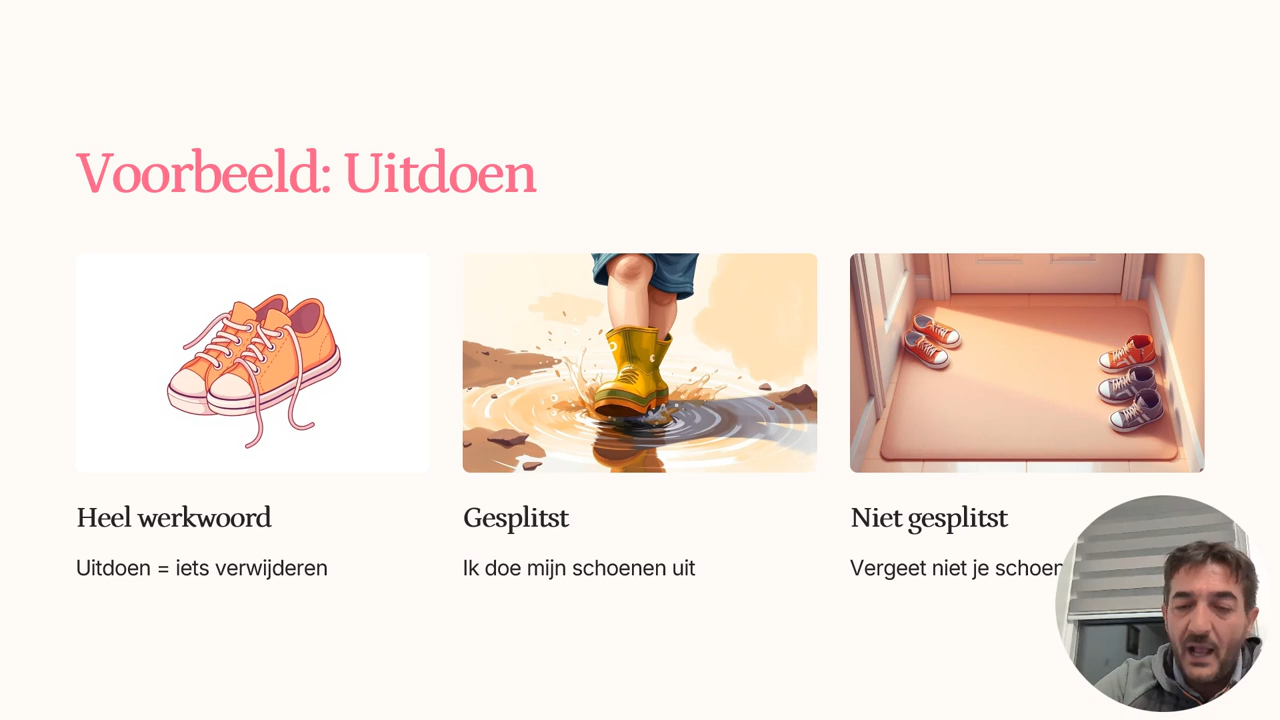 Voorbeeld: Uitdoen
Heel werkwoord
Uitdoen = iets verwijderen
Gesplitst
Ik doe mijn schoenen uit
Niet gesplitst
Vergeet niet je